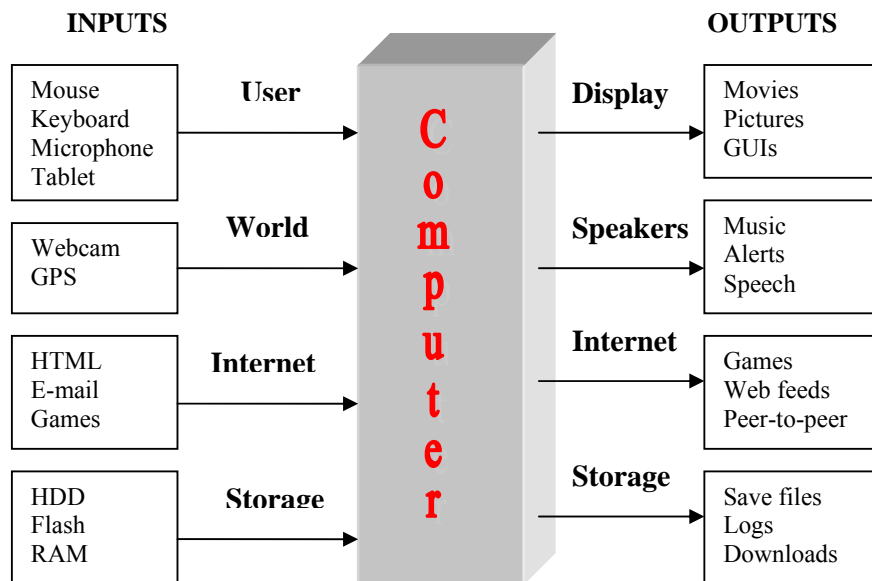 INPUTS
OUTPUTS
Mouse
Keyboard
Microphone
Tablet
User
Webcam
GPS
World
HTML
E-mail
Games
Internet
HDD
Flash
RAM
Storage
Computer
Display
Movies
Pictures
GUIs
Speakers
Music
Alerts
Speech
Internet
Games
Web feeds
Peer-to-peer
Storage
Save files
Logs
Downloads